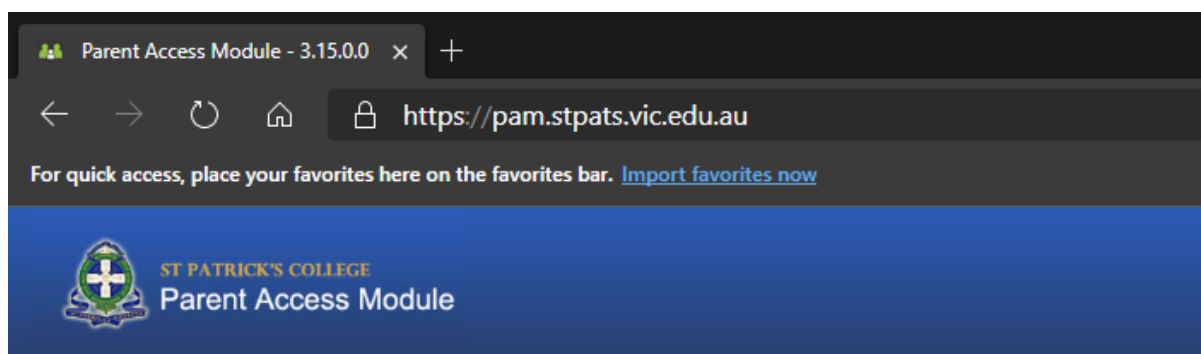 Parent Access Module - 3.15.0.0
https://pam.stpats.vic.edu.au
For quick access, place your favorites here on the favorites bar. Import favorites now
ST PATRICK'S COLLEGE
Parent Access Module